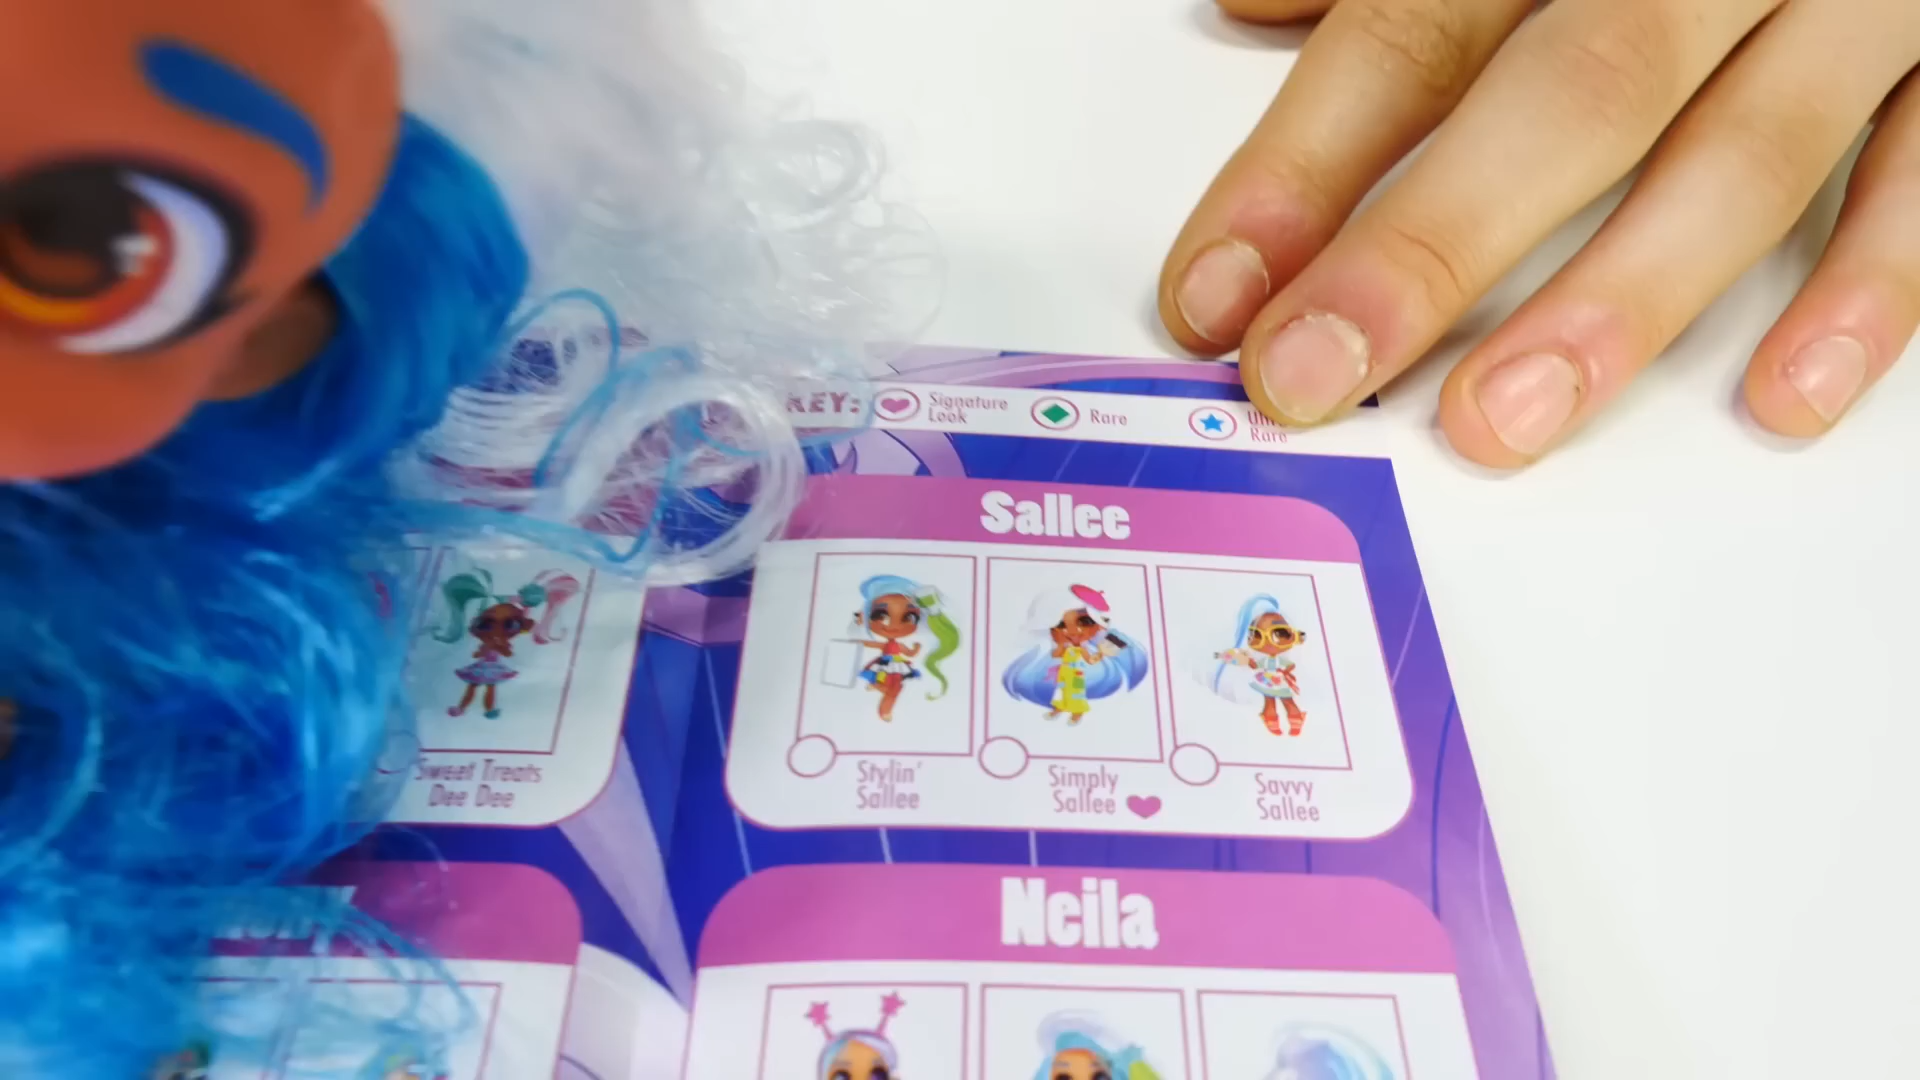 KEY:
Signature
Look
Rare
Rare
Sallee
Stylin'
Sallee
Simply
Sallee
Savvy
Sallee
Sweet Treats
Dee Dee
Neila